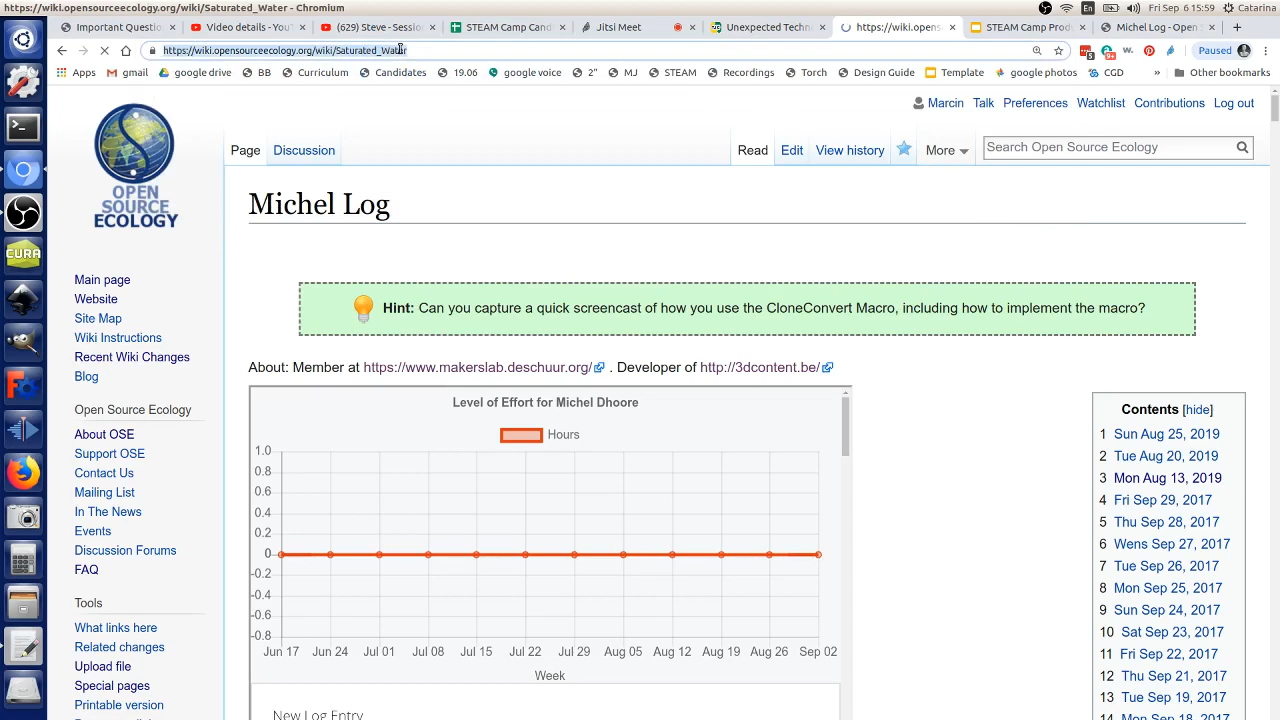 https://wiki.opensourceecology.org/wiki/Saturated_Water - Chromium
En
Fri Sep 6 15:59
Catarina
Important Questio
Video details - You
(629) Steve - Sessio
STEAM Camp Cand
Jitsi Meet
Unexpected Techn
https://wiki.opens
STEAM Camp Prod
Michel Log - Open
https://wiki.opensourceecology.org/wiki/Saturated_Water
Paused
Apps
gmail
google drive
BB
Curriculum
Candidates
19.06
google voice
2"
MJ
STEAM
Recordings
Torch
Design Guide
Template
google photos
CGD
»
Other bookmarks
Marcin
Talk
Preferences
Watchlist
Contributions
Log out
Page
Discussion
Read
Edit
View history
More
Search Open Source Ecology
OPEN
SOURCE
ECOLOGY
CURA
Michel Log
Hint: Can you capture a quick screencast of how you use the CloneConvert Macro, including how to implement the macro?
About: Member at https://www.makerslab.deschuur.org/ . Developer of http://3dcontent.be/
Main page
Website
Site Map
Wiki Instructions
Recent Wiki Changes
Blog
Open Source Ecology
About OSE
Support OSE
Contact Us
Mailing List
In The News
Events
Discussion Forums
FAQ
Tools
What links here
Related changes
Upload file
Special pages
Printable version
Level of Effort for Michel Dhoore
Hours
1.0
0.8
0.6
0.4
0.2
0
-0.2
-0.4
-0.6
-0.8
Jun 17
Jun 24
Jul 01
Jul 08
Jul 15
Jul 22
Jul 29
Aug 05
Aug 12
Aug 19
Aug 26
Sep 02
Week
New Log Entry
Contents [hide]
1 Sun Aug 25, 2019
2 Tue Aug 20, 2019
3 Mon Aug 13, 2019
4 Fri Sep 29, 2017
5 Thu Sep 28, 2017
6 Wens Sep 27, 2017
7 Tue Sep 26, 2017
8 Mon Sep 25, 2017
9 Sun Sep 24, 2017
10 Sat Sep 23, 2017
11 Fri Sep 22, 2017
12 Thu Sep 21, 2017
13 Tue Sep 19, 2017
14 Mon Sep 18, 2017